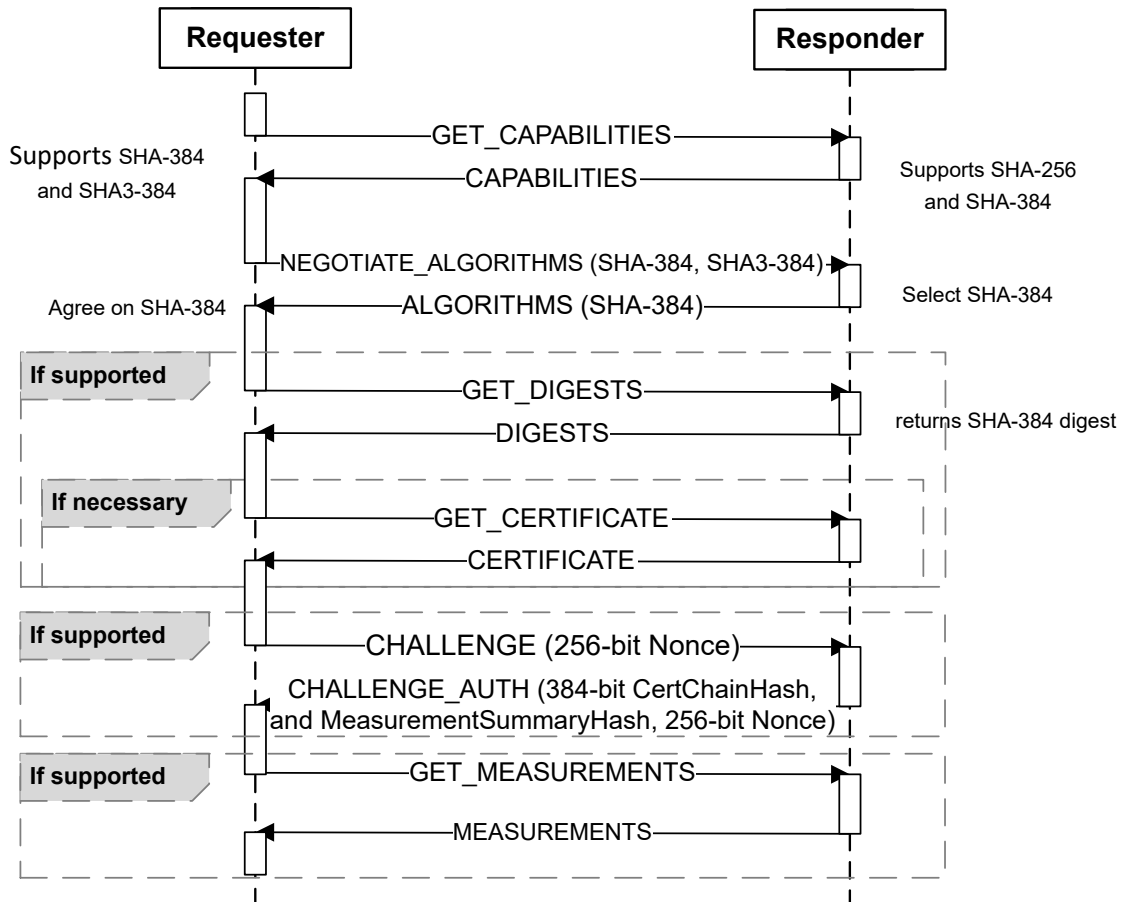 Requester
Responder
GET_CAPABILITIES
Supports SHA-384
and SHA3-384
CAPABILITIES
Supports SHA-256
and SHA-384
NEGOTIATE_ALGORITHMS (SHA-384, SHA3-384)
Agree on SHA-384
ALGORITHMS (SHA-384)
Select SHA-384
If supported
GET_DIGESTS
returns SHA-384 digest
DIGESTS
If necessary
GET_CERTIFICATE
CERTIFICATE
If supported
CHALLENGE (256-bit Nonce)
CHALLENGE_AUTH (384-bit CertChainHash,
and MeasurementSummaryHash, 256-bit Nonce)
If supported
GET_MEASUREMENTS
MEASUREMENTS